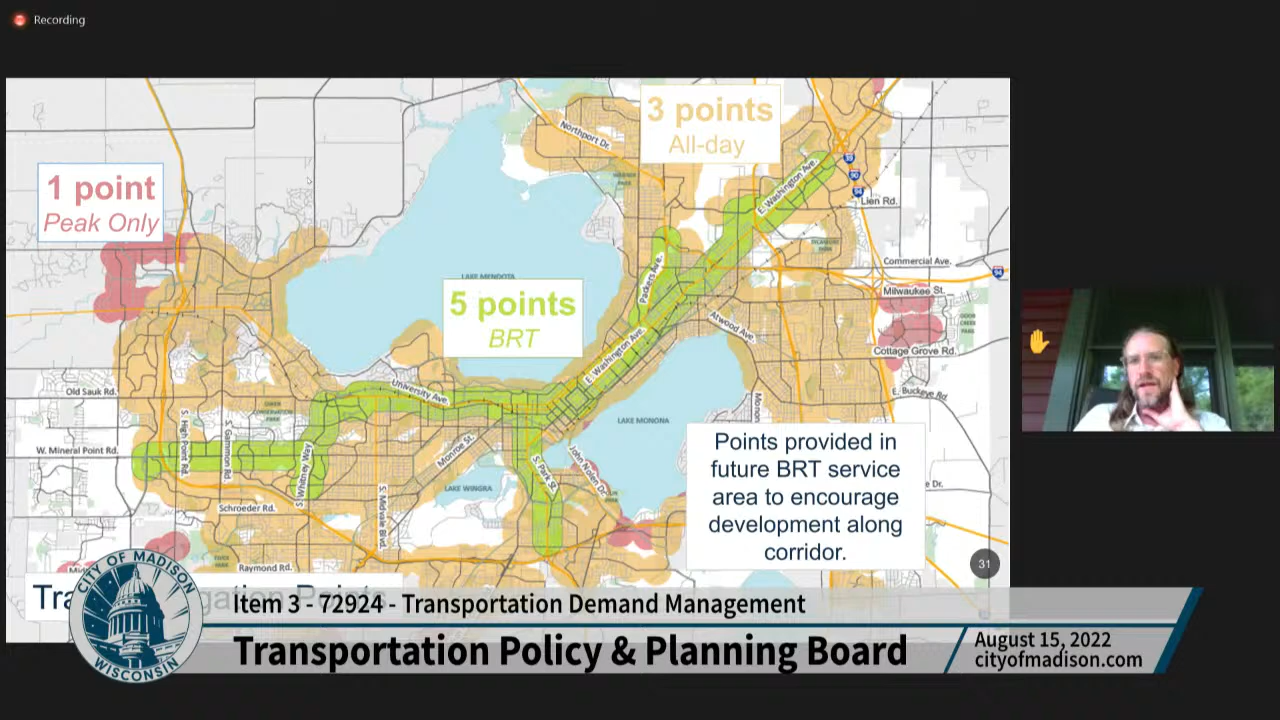 Recording
3 points
All-day
Northport Dr.
E. Washington Ave.
1 point
Peak Only
Lien Rd.
Commercial Ave.
LAKE MENDOTA
Packers Ave.
Milwaukee St.
5 points
BRT
Atwood Ave.
E. Washington Ave.
Cottage Grove Rd.
Old Sauk Rd.
University Ave.
E. Buckeye Rd.
LAKE MONONA
W. Mineral Point Rd.
S. High Point Rd.
S. Gammon Rd.
S. Whitney Way
Monroe St.
S. Park St.
John Nolen Dr.
LAKE WINGRA
S. Midvale Blvd.
Schroeder Rd.
Raymond Rd.
Points provided in
future BRT service
area to encourage
development along
corridor.
31
CITY OF MADISON
WISCONSIN
Item 3 - 72924 - Transportation Demand Management
Transportation Policy & Planning Board
August 15, 2022
cityofmadison.com